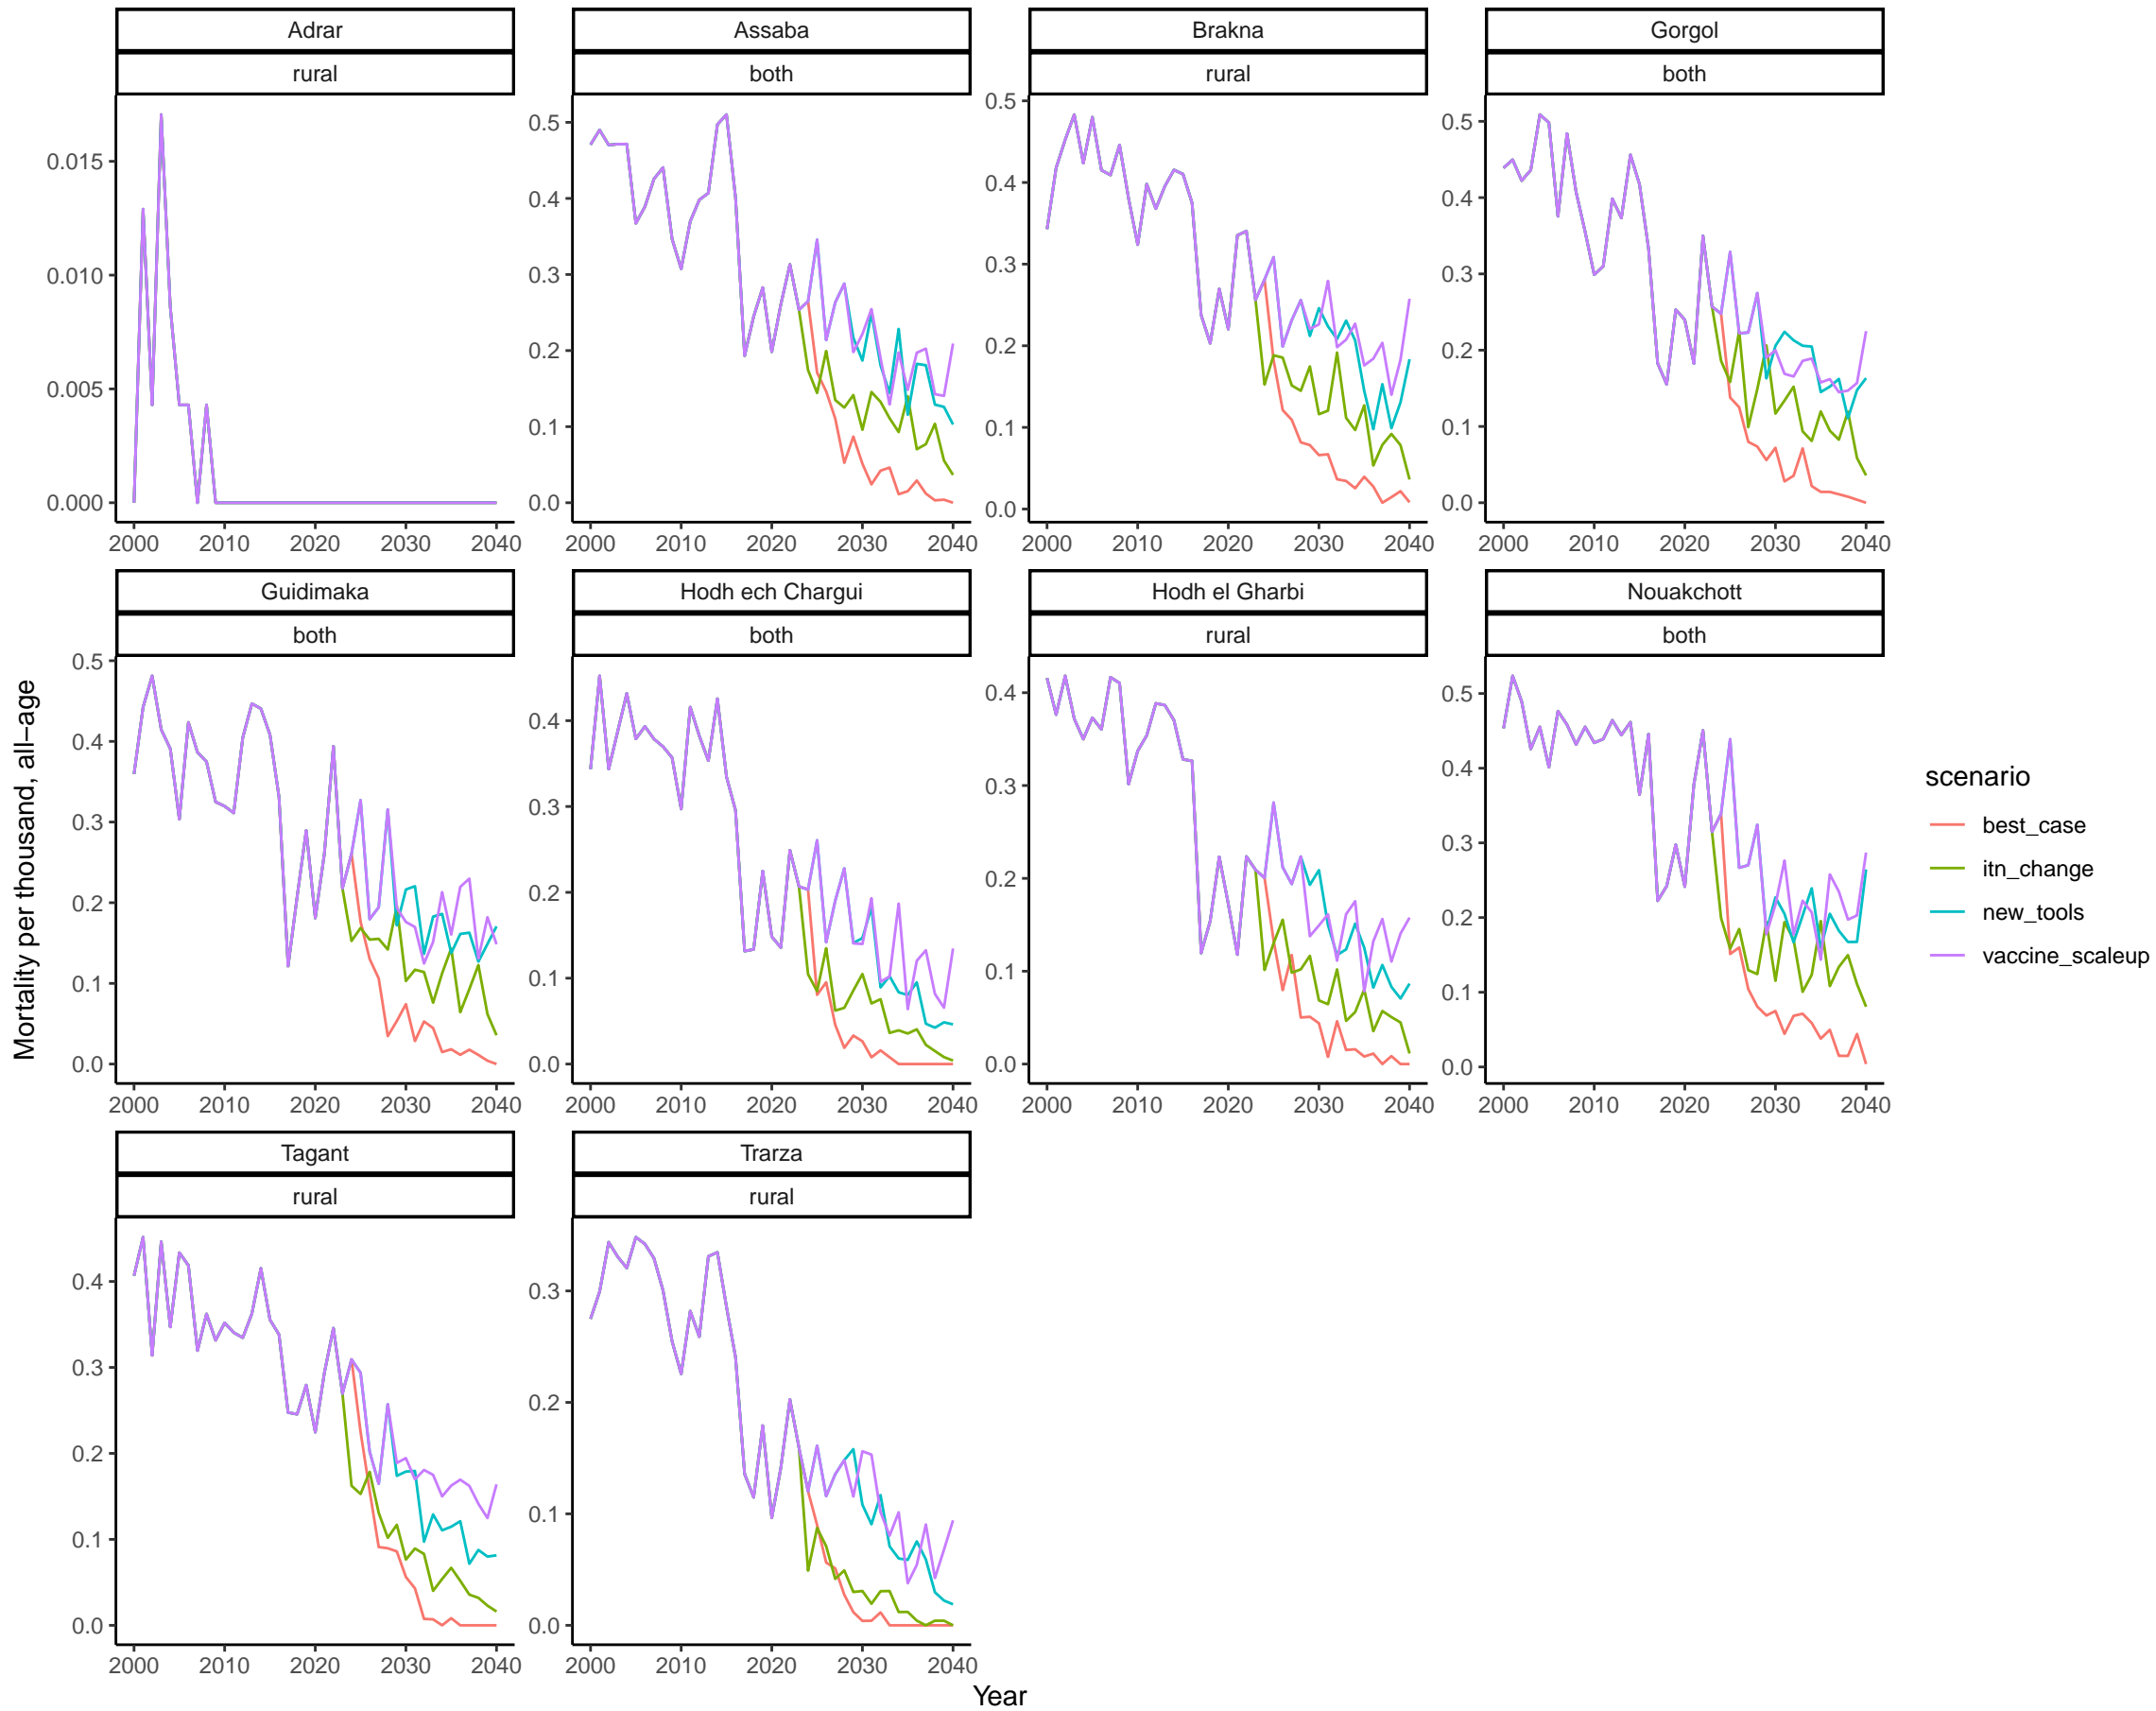 Adrar
rural
0.015
0.010
0.005
0.000
2000 2010 2020 2030 2040
Assaba
both
0.5
0.4
0.3
0.2
0.1
0.0
2000 2010 2020 2030 2040
Brakna
rural
0.5
0.4
0.3
0.2
0.1
0.0
2000 2010 2020 2030 2040
Gorgol
both
0.5
0.4
0.3
0.2
0.1
0.0
2000 2010 2020 2030 2040
Guidimaka
both
0.5
0.4
0.3
0.2
0.1
0.0
2000 2010 2020 2030 2040
Hodh ech Chargui
both
0.4
0.3
0.2
0.1
0.0
2000 2010 2020 2030 2040
Hodh el Gharbi
rural
0.4
0.3
0.2
0.1
0.0
2000 2010 2020 2030 2040
Nouakchott
both
0.5
0.4
0.3
0.2
0.1
0.0
2000 2010 2020 2030 2040
Tagant
rural
0.4
0.3
0.2
0.1
0.0
2000 2010 2020 2030 2040
Trarza
rural
0.3
0.2
0.1
0.0
2000 2010 2020 2030 2040
Mortality per thousand, all−age
Year
scenario
best_case
itn_change
new_tools
vaccine_scaleup